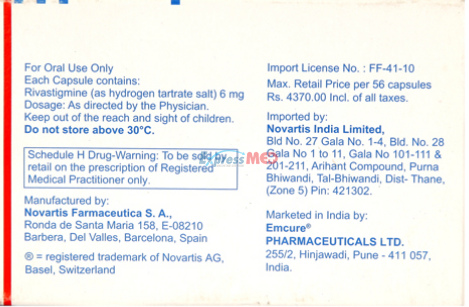 For Oral Use Only
Each Capsule contains:
Rivastigmine (as hydrogen tartrate salt) 6 mg
Dosage: As directed by the Physician.
Keep out of the reach and sight of children.
Do not store above 30°C.
Schedule H Drug-Warning: To be sold by
retail on the prescription of Registered
Medical Practitioner only.
Manufactured by:
Novartis Farmaceutica S. A.,
Ronda de Santa Maria 158, E-08210
Barbera, Del Valles, Barcelona, Spain
® = registered trademark of Novartis AG,
Basel, Switzerland
Import License No. : FF-41-10
Max. Retail Price per 56 capsules
Rs. 4370.00 Incl. of all taxes.
Imported by:
Novartis India Limited,
Bld No. 27 Gala No. 1-4, Bld. No. 28
Gala No 1 to 11, Gala No 101-111 &
201-211, Arihant Compound, Purna
Bhiwandi, Tal-Bhiwandi, Dist- Thane,
(Zone 5) Pin: 421302.
Marketed in India by:
Emcure®
PHARMACEUTICALS LTD.
255/2, Hinjawadi, Pune - 411 057,
India.
ExpressMED